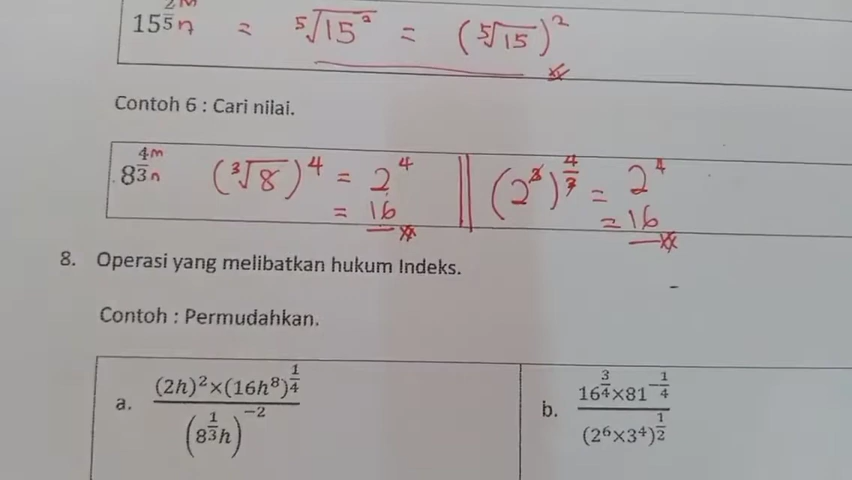 15^(2/5) m n = ⁵√15² = (⁵√15)²
Contoh 6 : Cari nilai.
8^(4/3) m n (³√8)⁴ = 2⁴ || (2³)^(4/3) = 2⁴
= 16 = 16
8. Operasi yang melibatkan hukum Indeks.
Contoh : Permudahkan.
a. ((2h)²×(16h⁸)^(1/4))/(8^(1/3)h)^(−2) b. (16^(3/4)×81^(−1/4))/(2⁶×3⁴)^(1/2)